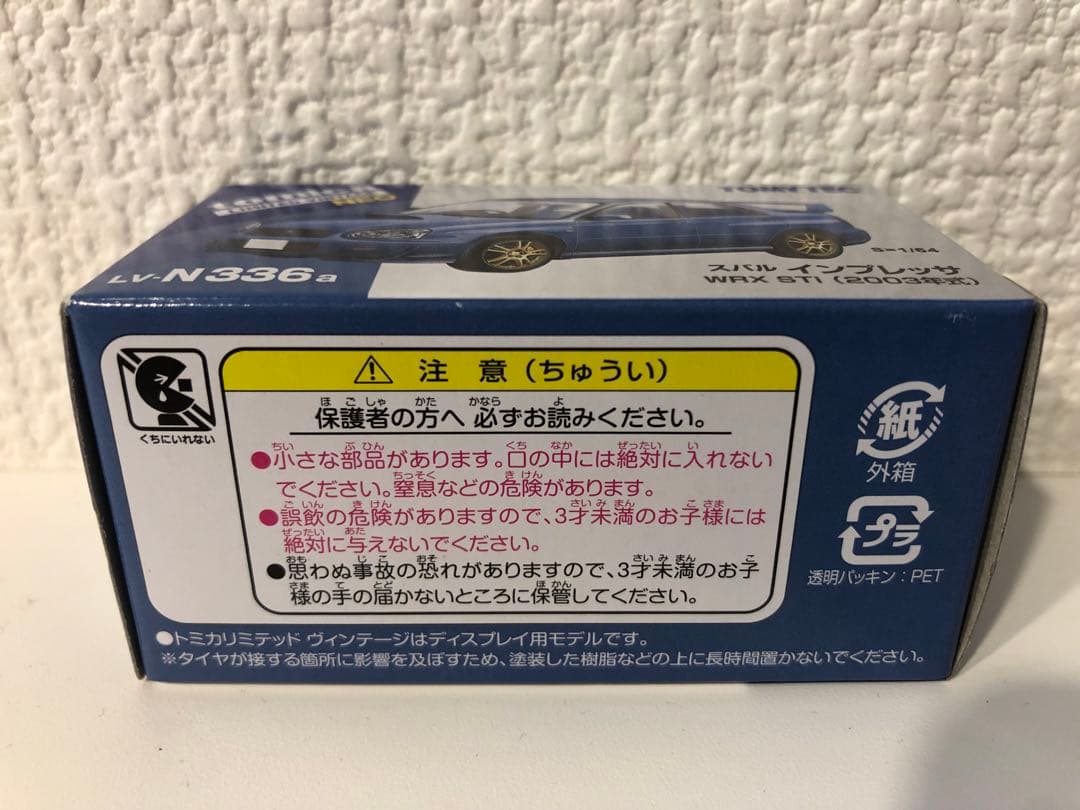 TOMYTEC
LV-N336a
S=1/64
スバル インプレッサ
WRX STI (2003年式)
くちにいれない
⚠ 注 意 (ちゅうい)
保護者の方へ 必ずお読みください。
●小さな部品があります。口の中には絶対に入れない
でください。窒息などの危険があります。
●誤飲の危険がありますので、3才未満のお子様には
絶対に与えないでください。
●思わぬ事故の恐れがありますので、3才未満のお子
様の手の届かないところに保管してください。
紙
外箱
プラ
透明パッキン:PET
●トミカリミテッド ヴィンテージはディスプレイ用モデルです。
※タイヤが接する箇所に影響を及ぼすため、塗装した樹脂などの上に長時間置かないでください。